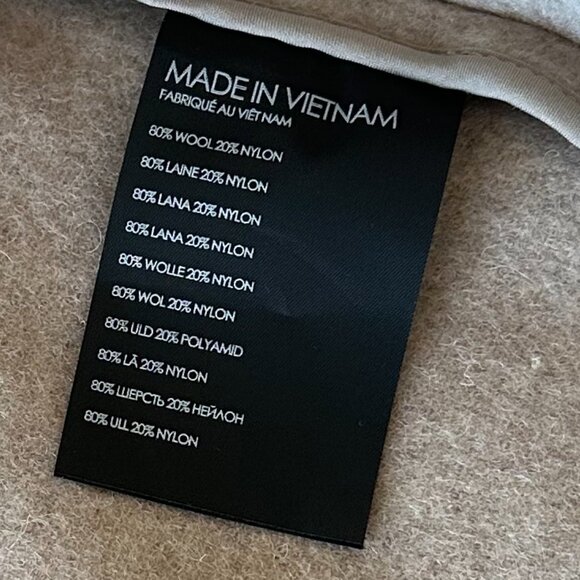 MADE IN VIETNAM
FABRIQUÉ AU VIÊT NAM
80% WOOL 20% NYLON
80% LAINE 20% NYLON
80% LANA 20% NYLON
80% LANA 20% NYLON
80% WOLLE 20% NYLON
80% WOL 20% NYLON
80% ULD 20% POLYAMID
80% LÃ 20% NYLON
80% ШЕРСТЬ 20% НЕЙЛОН
80% ULL 20% NYLON